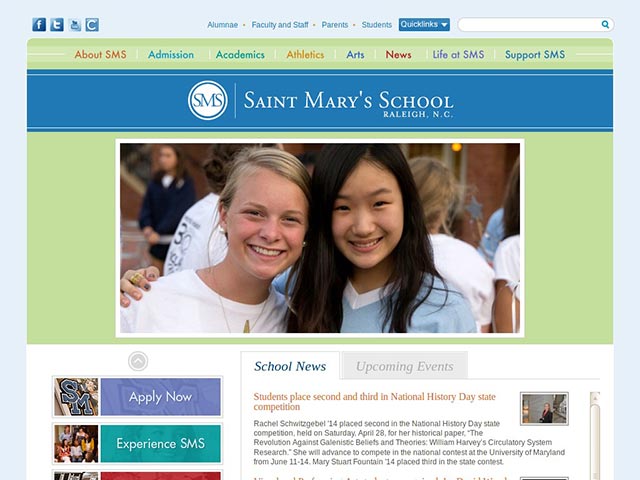 Alumnae • Faculty and Staff • Parents • Students Quicklinks
About SMS Admission Academics Athletics Arts News Life at SMS Support SMS
SMS SAINT MARY'S SCHOOL
RALEIGH, N.C.
School News Upcoming Events
Apply Now
Experience SMS
Students place second and third in National History Day state
competition
Rachel Schwitzgebel '14 placed second in the National History Day state
competition, held on Saturday, April 28, for her historical paper, "The
Revolution Against Galenistic Beliefs and Theories: William Harvey's Circulatory System
Research." She will advance to compete in the national contest at the University of Maryland
from June 11-14. Mary Stuart Fountain '14 placed third in the state contest.